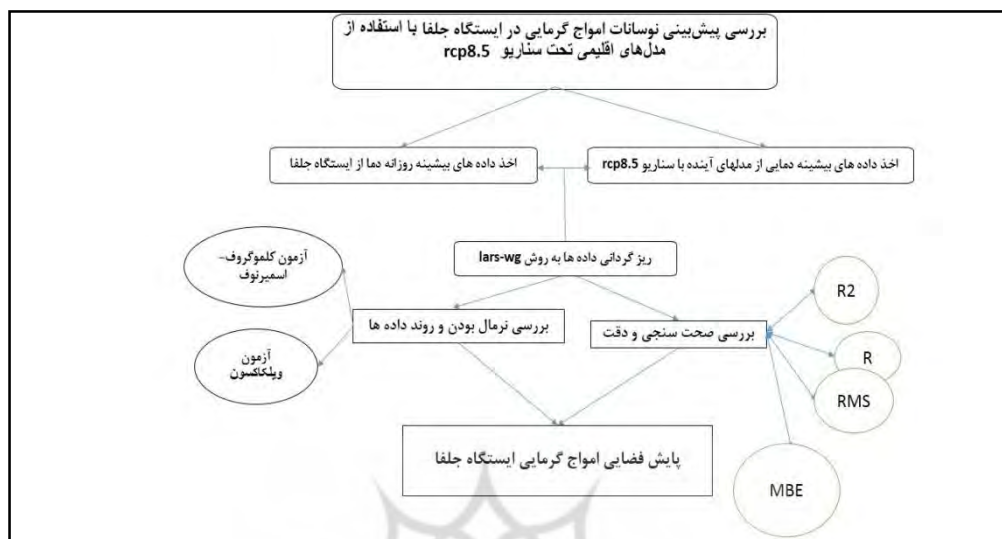 بررسی پیش‌بینی نوسانات امواج گرمایی در ایستگاه جلفا با استفاده از
مدل‌های اقلیمی تحت سناریو rcp8.5
اخذ داده های بیشینه دمایی از مدلهای آینده با سناریو rcp8.5
اخذ داده های بیشینه روزانه دما از ایستگاه جلفا
ریز گردانی داده ها به روش lars-wg
بررسی صحت سنجی و دقت
بررسی نرمال بودن و روند داده ها
R2
R
RMS
MBE
آزمون کلموگروف-
اسمیرنوف
آزمون
ویلکاکسون
پایش فضایی امواج گرمایی ایستگاه جلفا